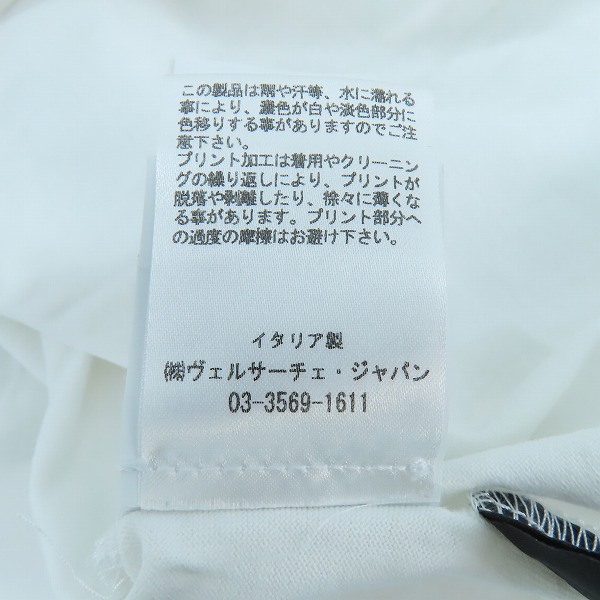 この製品は雨や汗等、水に濡れる
事により、濃色が白や淡色部分に
色移りする事がありますのでご注
意下さい。
プリント加工は着用やクリーニン
グの繰り返しにより、プリントが
脱落や剥離したり、徐々に薄くな
る事があります。プリント部分へ
の過度の摩擦はお避け下さい。
イタリア製
㈱ヴェルサーチェ・ジャパン
03-3569-1611